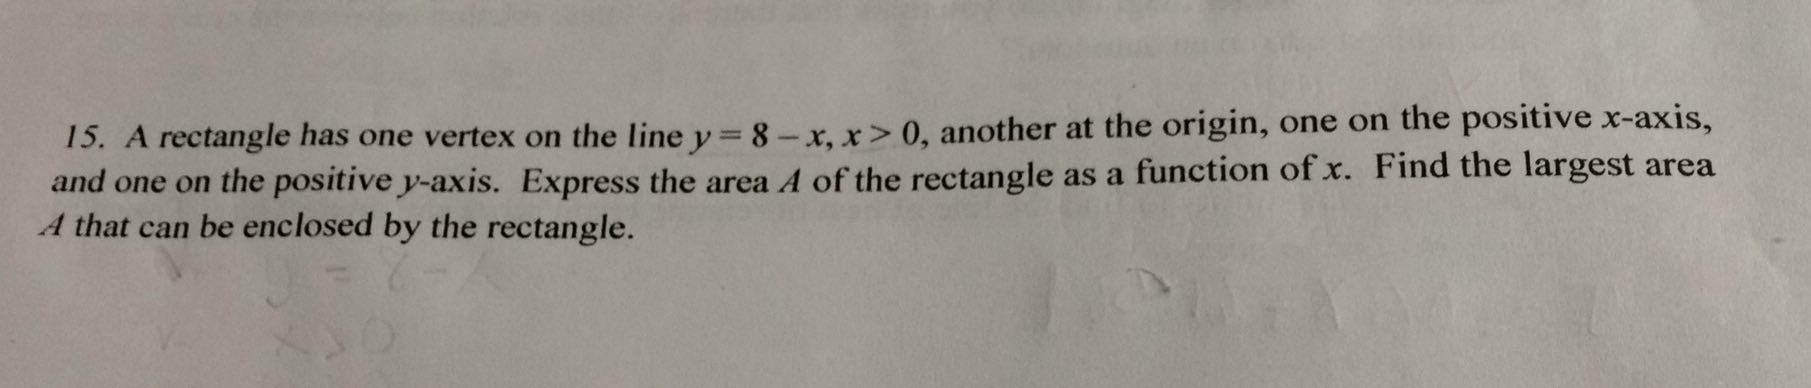 15. A rectangle has one vertex on the line y = 8 – x, x > 0, another at the origin, one on the positive x-axis,
and one on the positive y-axis. Express the area A of the rectangle as a function of x. Find the largest area
A that can be enclosed by the rectangle.